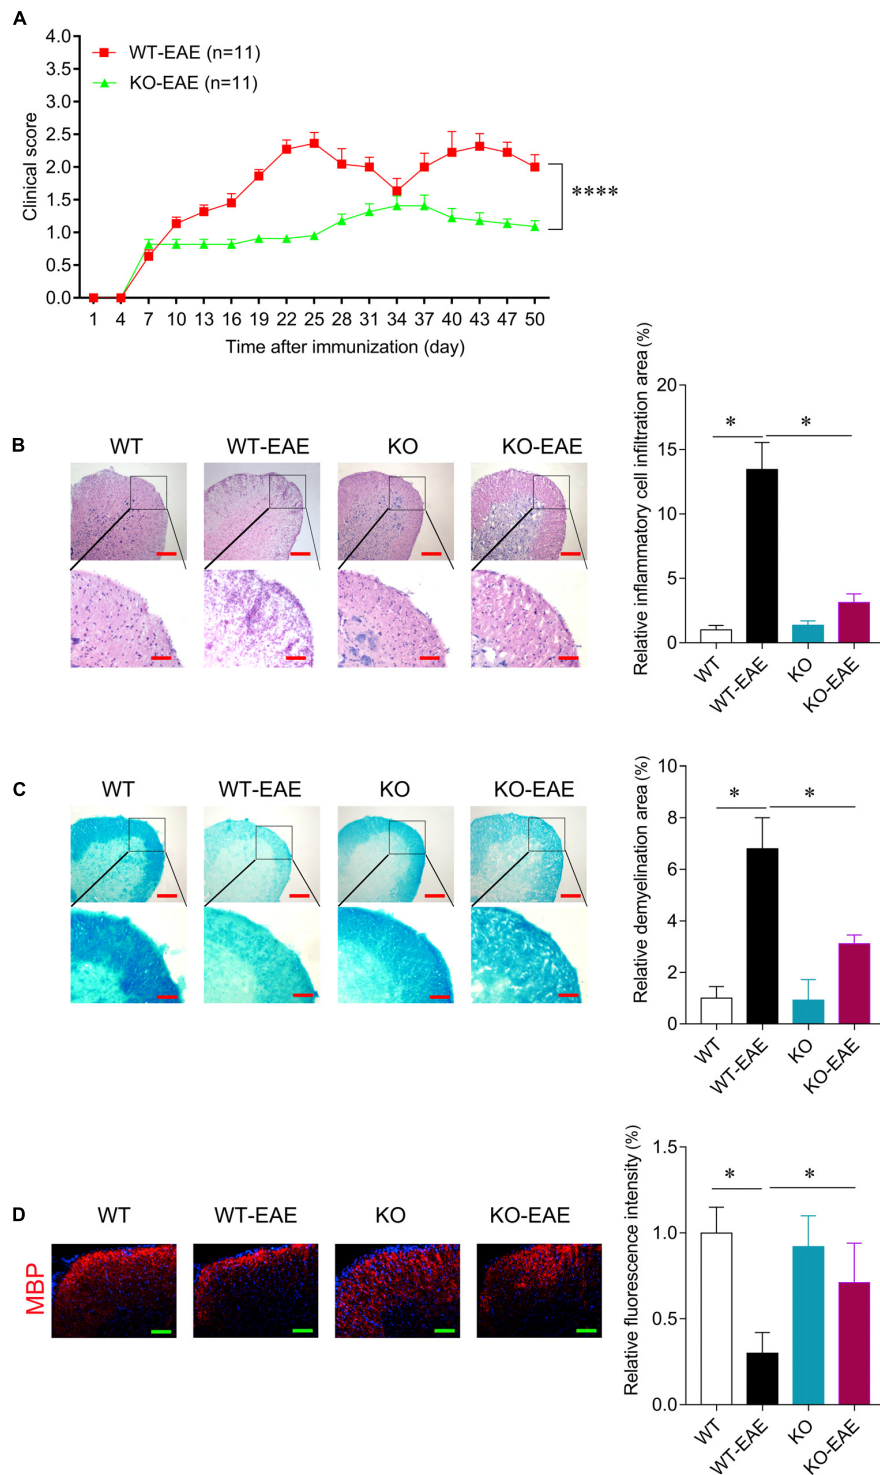 A
WT-EAE (n=11)
KO-EAE (n=11)
Clinical score
4.0
3.5
3.0
2.5
2.0
1.5
1.0
0.5
0.0
****
1 4 7 10 13 16 19 22 25 28 31 34 37 40 43 47 50
Time after immunization (day)
B
WT WT-EAE KO KO-EAE
Relative inflammatory cell infiltration area (%)
20
15
10
5
0
* *
WT WT-EAE KO KO-EAE
C
WT WT-EAE KO KO-EAE
Relative demyelination area (%)
10
8
6
4
2
0
* *
WT WT-EAE KO KO-EAE
D
WT WT-EAE KO KO-EAE
MBP
Relative fluorescence intensity (%)
1.5
1.0
0.5
0.0
* *
WT WT-EAE KO KO-EAE